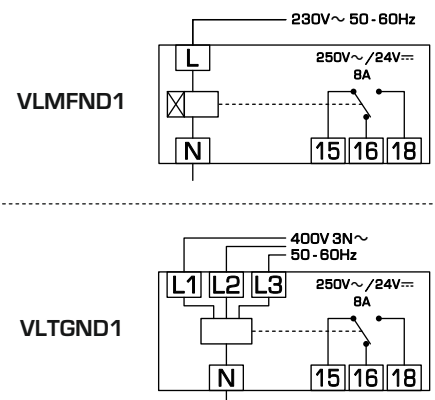 230V~ 50-60Hz
L
250V~/24V⎓
8A
VLMFND1
N
15 16 18
400V 3N~
50-60Hz
L1 L2 L3
250V~/24V⎓
8A
VLTGND1
N
15 16 18